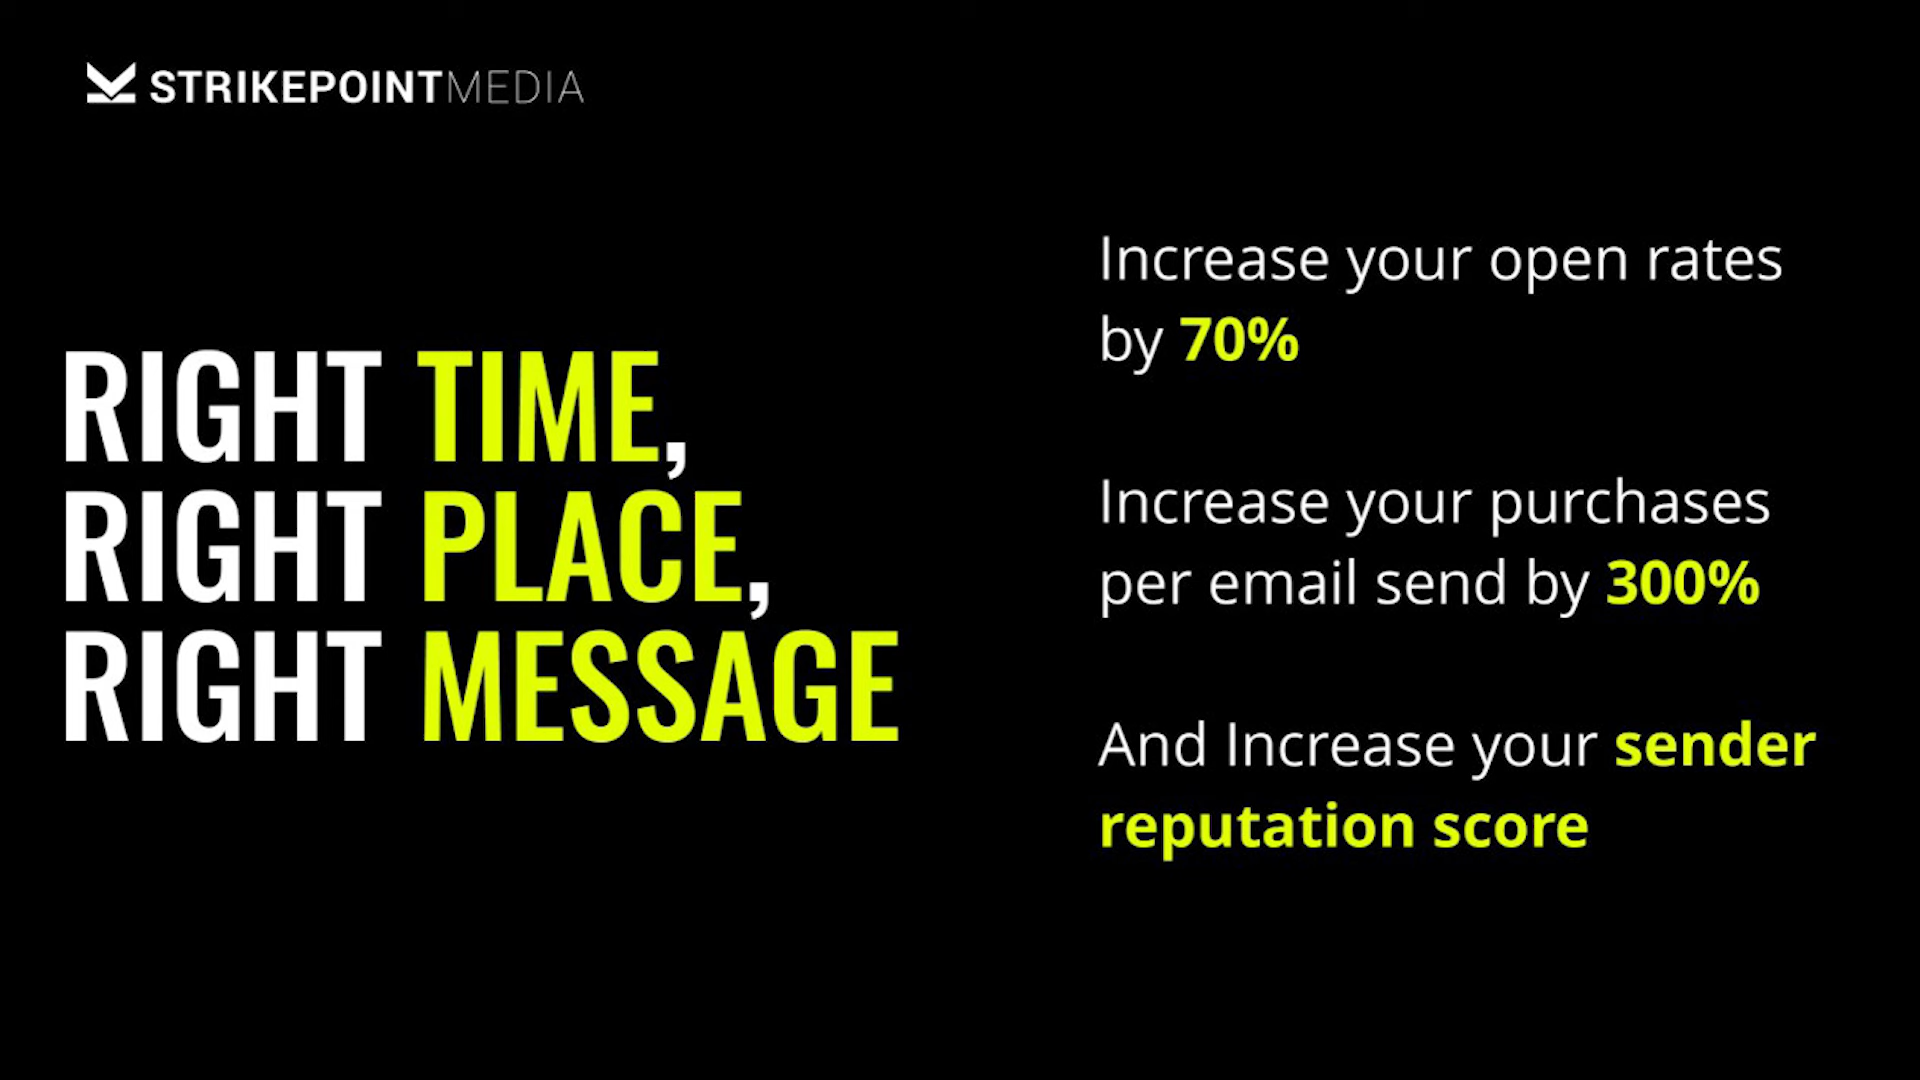 STRIKEPOINTMEDIA
RIGHT TIME,
RIGHT PLACE,
RIGHT MESSAGE
Increase your open rates
by 70%
Increase your purchases
per email send by 300%
And Increase your sender
reputation score